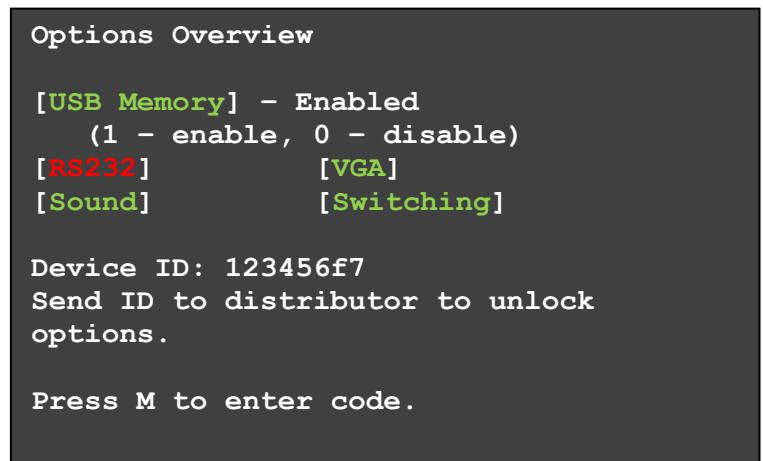 Options Overview
[USB Memory] – Enabled
(1 – enable, 0 – disable)
[RS232] [VGA]
[Sound] [Switching]
Device ID: 123456f7
Send ID to distributor to unlock
options.
Press M to enter code.